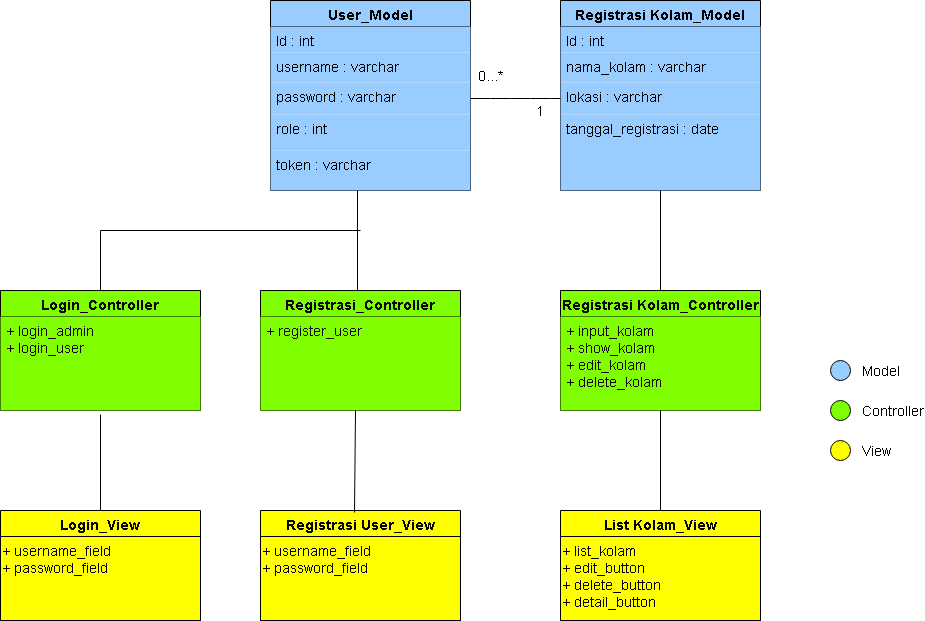 User_Model
Id : int
username : varchar
password : varchar
role : int
token : varchar
0...*
1
Registrasi Kolam_Model
Id : int
nama_kolam : varchar
lokasi : varchar
tanggal_registrasi : date
Login_Controller
+ login_admin
+ login_user
Registrasi_Controller
+ register_user
Registrasi Kolam_Controller
+ input_kolam
+ show_kolam
+ edit_kolam
+ delete_kolam
Login_View
+ username_field
+ password_field
Registrasi User_View
+ username_field
+ password_field
List Kolam_View
+ list_kolam
+ edit_button
+ delete_button
+ detail_button
Model
Controller
View